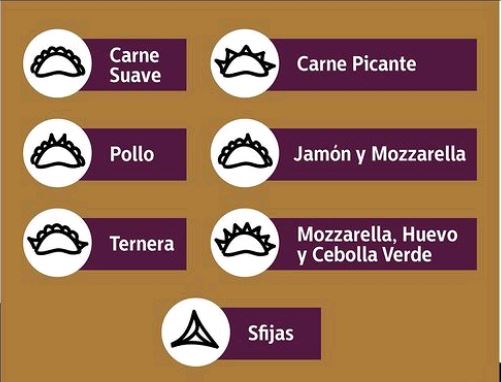 Carne
Suave
Carne Picante
Pollo
Jamón y Mozzarella
Ternera
Mozzarella, Huevo
y Cebolla Verde
Sfijas